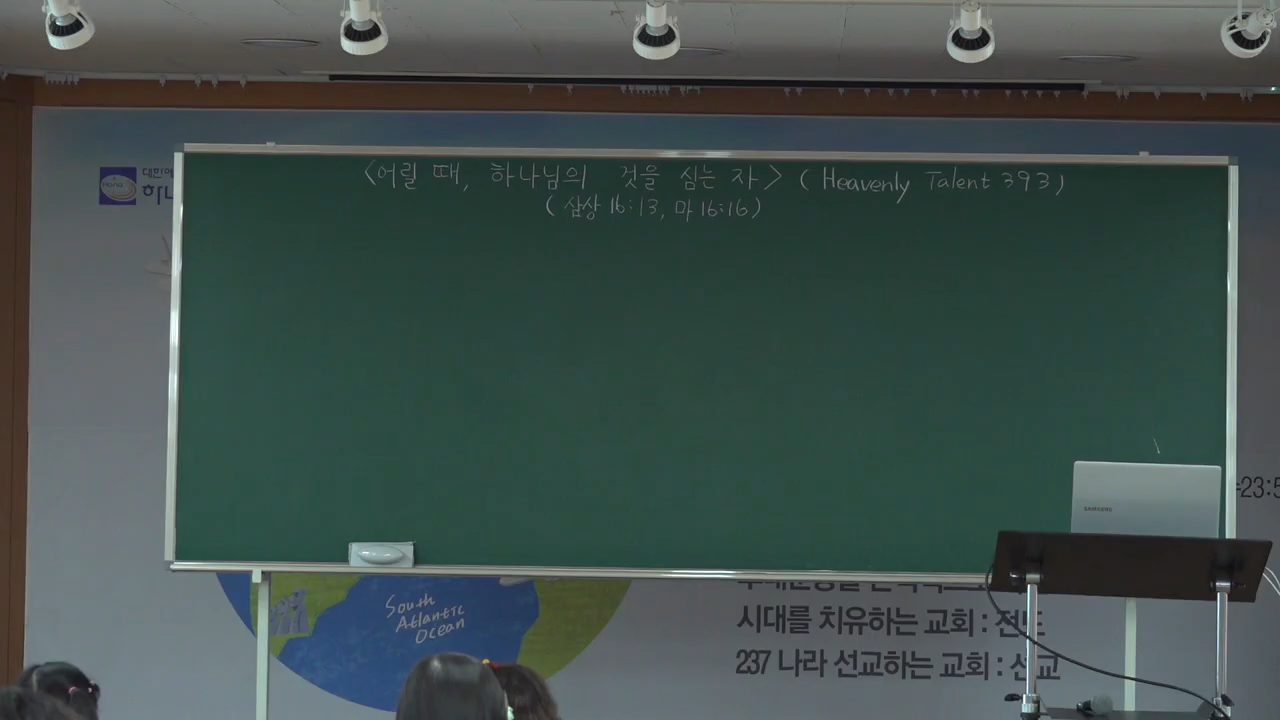 <어릴 때, 하나님의 것을 심는 자> (Heavenly Talent 393)
(삼상 16:13, 마 16:16)
SAMSUNG
South
Atlantic
Ocean
시대를 치유하는 교회 : 전도
237 나라 선교하는 교회 : 선교